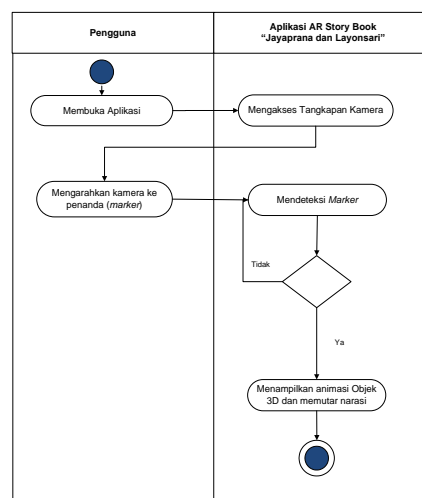 Pengguna
Aplikasi AR Story Book
“Jayaprana dan Layonsari”
Membuka Aplikasi
Mengakses Tangkapan Kamera
Mengarahkan kamera ke
penanda (marker)
Mendeteksi Marker
Tidak
Ya
Menampilkan animasi Objek
3D dan memutar narasi